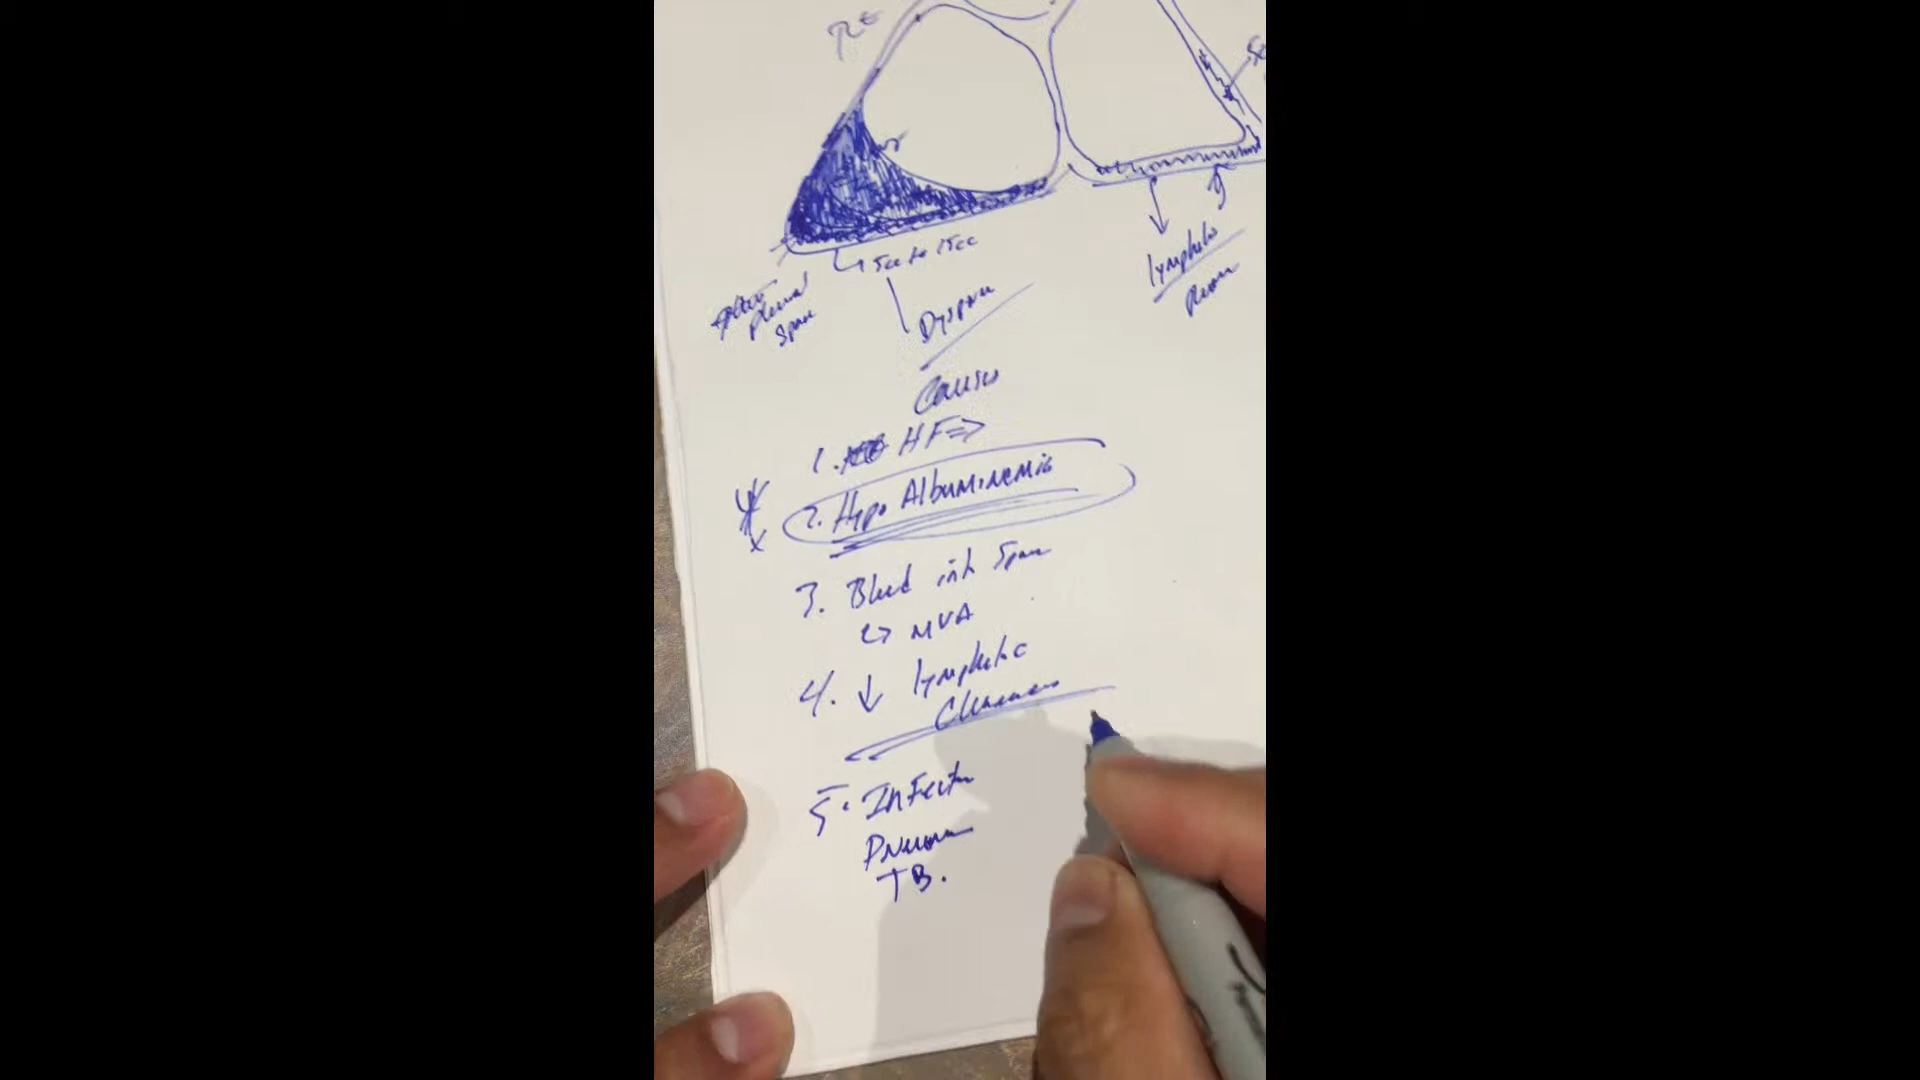 5cc to 15cc
pleural
space
Dyspnea
lymphatic
Causes
1. HF =>
2. Hypo Albuminemia
3. Blood into Space
↳ MVA
4. ↓ lymphatic
Clearance
5. Infection
Pneumonia
TB.